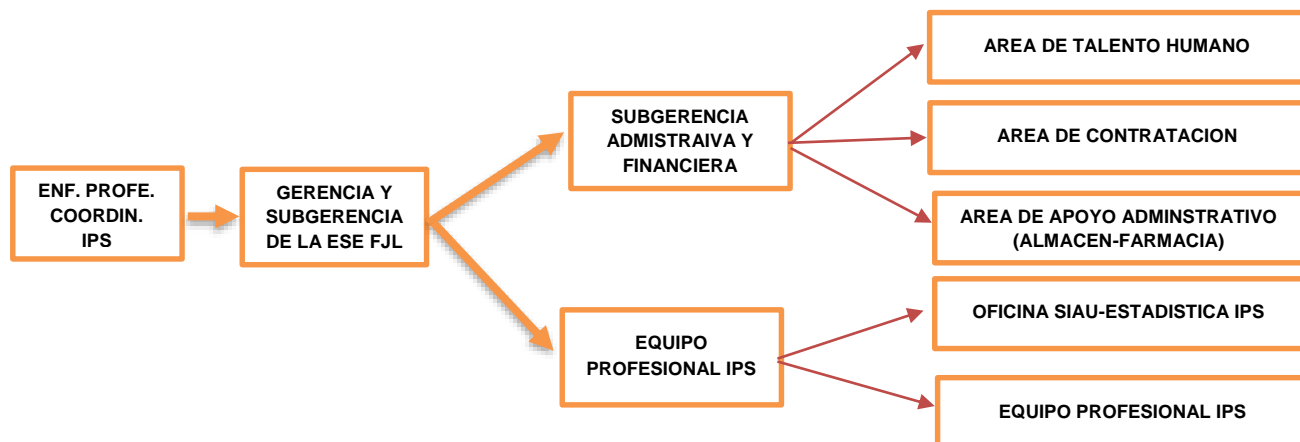 ENF. PROFE.
COORDIN.
IPS
GERENCIA Y
SUBGERENCIA
DE LA ESE FJL
SUBGERENCIA
ADMISTRAIVA Y
FINANCIERA
EQUIPO
PROFESIONAL IPS
AREA DE TALENTO HUMANO
AREA DE CONTRATACION
AREA DE APOYO ADMINSTRATIVO
(ALMACEN-FARMACIA)
OFICINA SIAU-ESTADISTICA IPS
EQUIPO PROFESIONAL IPS